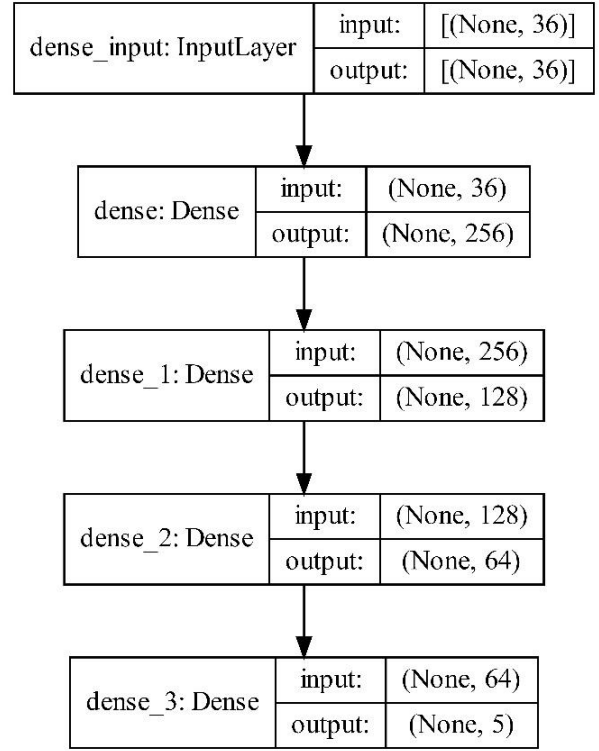 dense_input: InputLayer
input: [(None, 36)]
output: [(None, 36)]
dense: Dense
input: (None, 36)
output: (None, 256)
dense_1: Dense
input: (None, 256)
output: (None, 128)
dense_2: Dense
input: (None, 128)
output: (None, 64)
dense_3: Dense
input: (None, 64)
output: (None, 5)